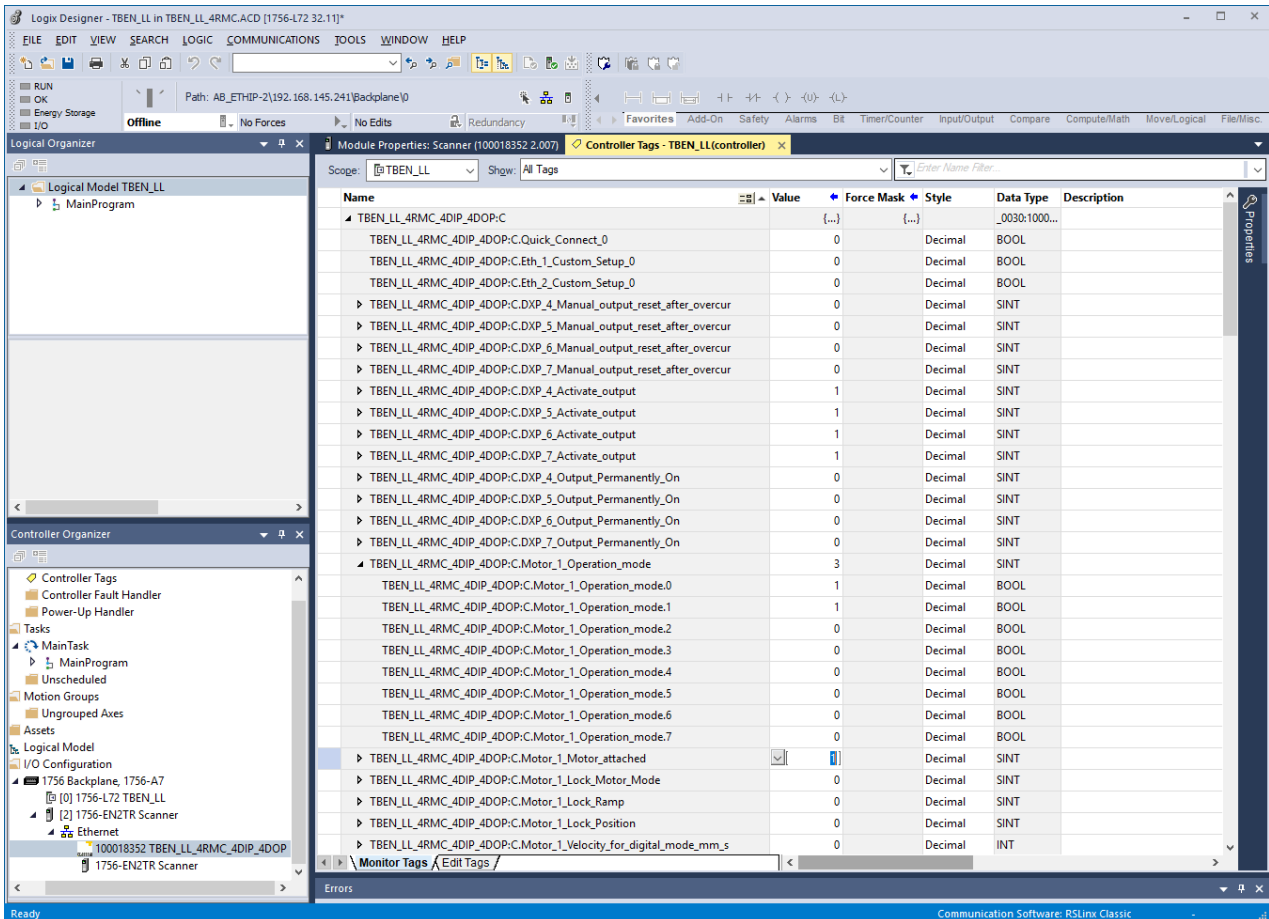 Logix Designer - TBEN_LL in TBEN_LL_4RMC.ACD [1756-L72 32.11]*
FILE EDIT VIEW SEARCH LOGIC COMMUNICATIONS TOOLS WINDOW HELP
RUN
OK
Energy Storage
I/O
Path: AB_ETHIP-2\192.168.145.241\Backplane\0
Offline No Forces No Edits Redundancy
Favorites Add-On Safety Alarms Bit Timer/Counter Input/Output Compare Compute/Math Move/Logical File/Misc.
Logical Organizer
Logical Model TBEN_LL
MainProgram
Controller Organizer
Controller Tags
Controller Fault Handler
Power-Up Handler
Tasks
MainTask
MainProgram
Unscheduled
Motion Groups
Ungrouped Axes
Assets
Logical Model
I/O Configuration
1756 Backplane, 1756-A7
[0] 1756-L72 TBEN_LL
[2] 1756-EN2TR Scanner
Ethernet
100018352 TBEN_LL_4RMC_4DIP_4DOP
1756-EN2TR Scanner
Module Properties: Scanner (100018352 2.007) Controller Tags - TBEN_LL(controller)
Scope: TBEN_LL Show: All Tags Enter Name Filter...
Name Value Force Mask Style Data Type Description
TBEN_LL_4RMC_4DIP_4DOP:C {...} {...} _0030:1000...
TBEN_LL_4RMC_4DIP_4DOP:C.Quick_Connect_0 0 Decimal BOOL
TBEN_LL_4RMC_4DIP_4DOP:C.Eth_1_Custom_Setup_0 0 Decimal BOOL
TBEN_LL_4RMC_4DIP_4DOP:C.Eth_2_Custom_Setup_0 0 Decimal BOOL
TBEN_LL_4RMC_4DIP_4DOP:C.DXP_4_Manual_output_reset_after_overcur 0 Decimal SINT
TBEN_LL_4RMC_4DIP_4DOP:C.DXP_5_Manual_output_reset_after_overcur 0 Decimal SINT
TBEN_LL_4RMC_4DIP_4DOP:C.DXP_6_Manual_output_reset_after_overcur 0 Decimal SINT
TBEN_LL_4RMC_4DIP_4DOP:C.DXP_7_Manual_output_reset_after_overcur 0 Decimal SINT
TBEN_LL_4RMC_4DIP_4DOP:C.DXP_4_Activate_output 1 Decimal SINT
TBEN_LL_4RMC_4DIP_4DOP:C.DXP_5_Activate_output 1 Decimal SINT
TBEN_LL_4RMC_4DIP_4DOP:C.DXP_6_Activate_output 1 Decimal SINT
TBEN_LL_4RMC_4DIP_4DOP:C.DXP_7_Activate_output 1 Decimal SINT
TBEN_LL_4RMC_4DIP_4DOP:C.DXP_4_Output_Permanently_On 0 Decimal SINT
TBEN_LL_4RMC_4DIP_4DOP:C.DXP_5_Output_Permanently_On 0 Decimal SINT
TBEN_LL_4RMC_4DIP_4DOP:C.DXP_6_Output_Permanently_On 0 Decimal SINT
TBEN_LL_4RMC_4DIP_4DOP:C.DXP_7_Output_Permanently_On 0 Decimal SINT
TBEN_LL_4RMC_4DIP_4DOP:C.Motor_1_Operation_mode 3 Decimal SINT
TBEN_LL_4RMC_4DIP_4DOP:C.Motor_1_Operation_mode.0 1 Decimal BOOL
TBEN_LL_4RMC_4DIP_4DOP:C.Motor_1_Operation_mode.1 1 Decimal BOOL
TBEN_LL_4RMC_4DIP_4DOP:C.Motor_1_Operation_mode.2 0 Decimal BOOL
TBEN_LL_4RMC_4DIP_4DOP:C.Motor_1_Operation_mode.3 0 Decimal BOOL
TBEN_LL_4RMC_4DIP_4DOP:C.Motor_1_Operation_mode.4 0 Decimal BOOL
TBEN_LL_4RMC_4DIP_4DOP:C.Motor_1_Operation_mode.5 0 Decimal BOOL
TBEN_LL_4RMC_4DIP_4DOP:C.Motor_1_Operation_mode.6 0 Decimal BOOL
TBEN_LL_4RMC_4DIP_4DOP:C.Motor_1_Operation_mode.7 0 Decimal BOOL
TBEN_LL_4RMC_4DIP_4DOP:C.Motor_1_Motor_attached 1 Decimal SINT
TBEN_LL_4RMC_4DIP_4DOP:C.Motor_1_Lock_Motor_Mode 0 Decimal SINT
TBEN_LL_4RMC_4DIP_4DOP:C.Motor_1_Lock_Ramp 0 Decimal SINT
TBEN_LL_4RMC_4DIP_4DOP:C.Motor_1_Lock_Position 0 Decimal SINT
TBEN_LL_4RMC_4DIP_4DOP:C.Motor_1_Velocity_for_digital_mode_mm_s 0 Decimal INT
Monitor Tags Edit Tags
Properties
Errors
Ready Communication Software: RSLinx Classic